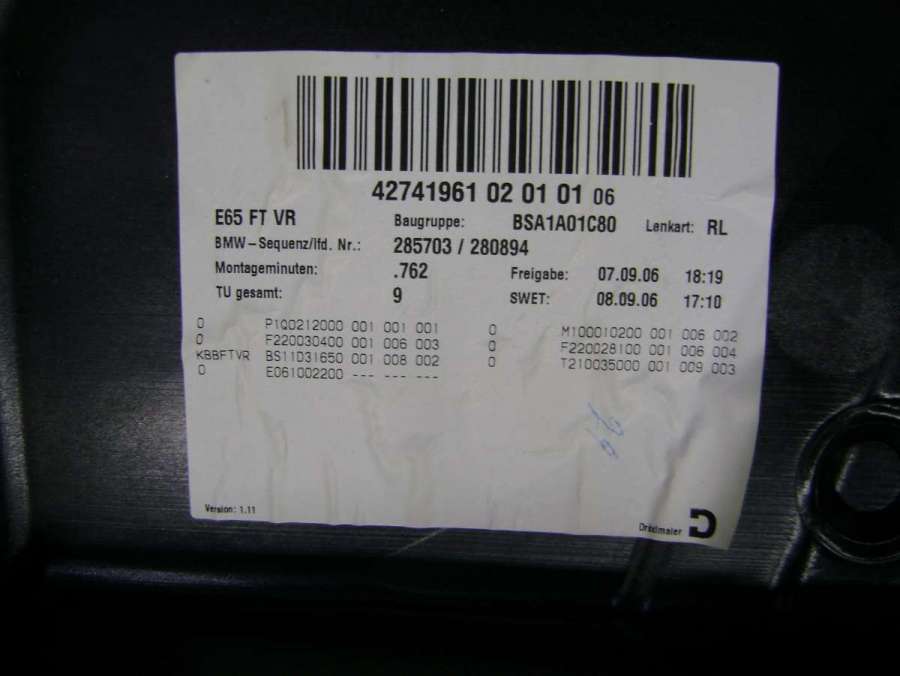 42741961 02 01 01 06
E65 FT VR Baugruppe: BSA1A01C80 Lenkart: RL
BMW-Sequenz/lfd. Nr.: 285703 / 280894
Montageminuten: .762 Freigabe: 07.09.06 18:19
TU gesamt: 9 SWET: 08.09.06 17:10
0 P100212000 001 001 001 0 M100010200 001 006 002
0 F220030400 001 006 003 0 F220028100 001 006 004
KBBFTVR BS11D31650 001 008 002 0 T210035000 001 009 003
0 E061002200 --- --- ---
Version: 1.11
Dräxlmaier